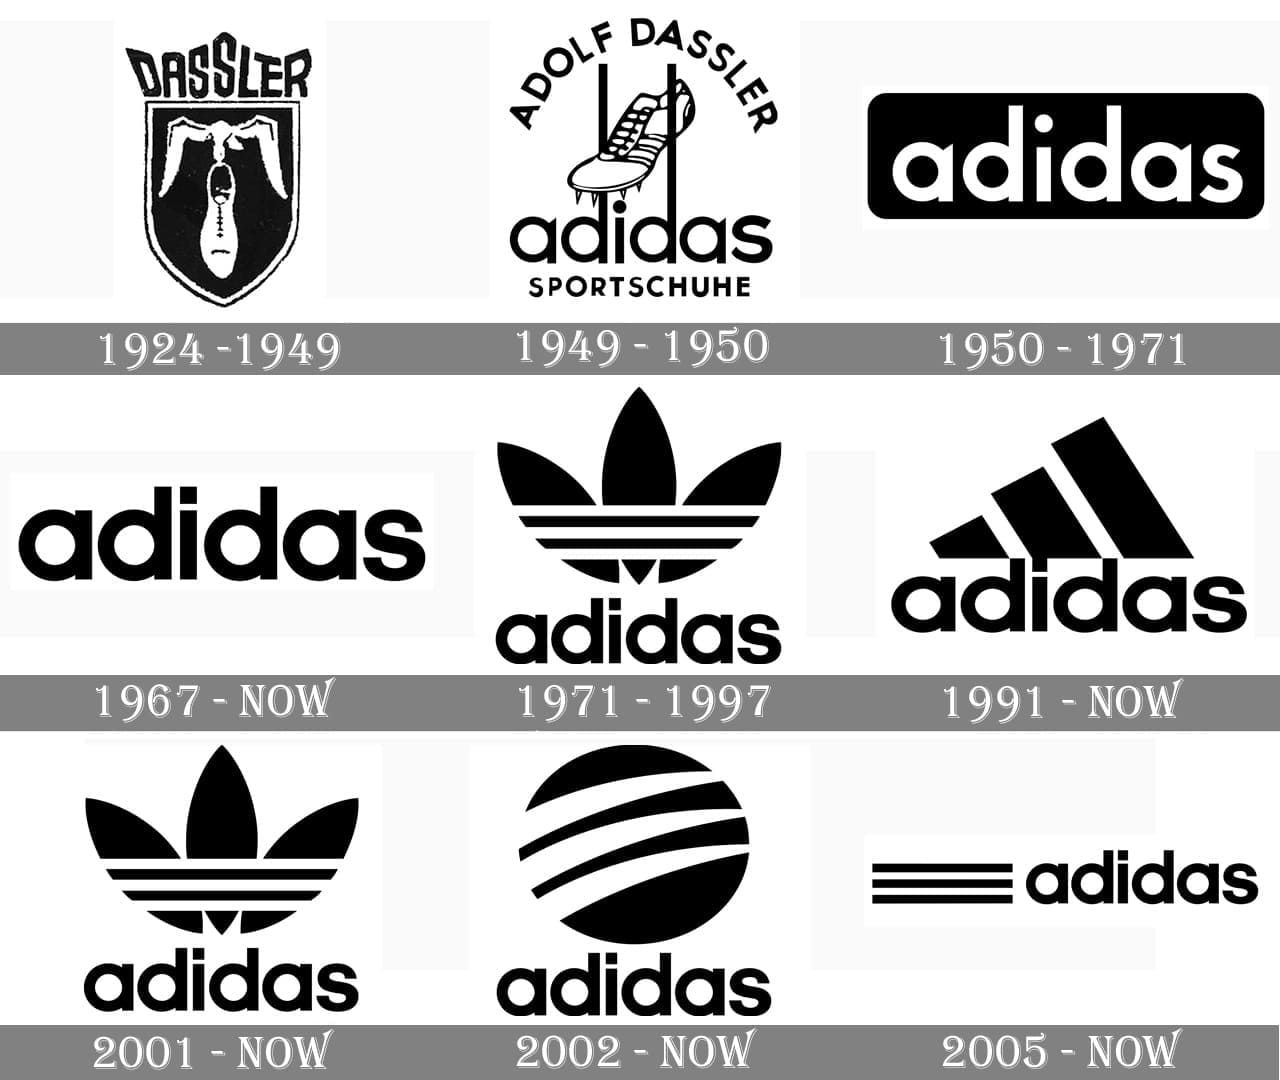 DASSLER
ADOLF DASSLER
adidas
SPORTSCHUHE
adidas
1924 -1949
1949 - 1950
1950 - 1971
adidas
adidas
adidas
1967 - NOW
1971 - 1997
1991 - NOW
adidas
adidas
adidas
2001 - NOW
2002 - NOW
2005 - NOW